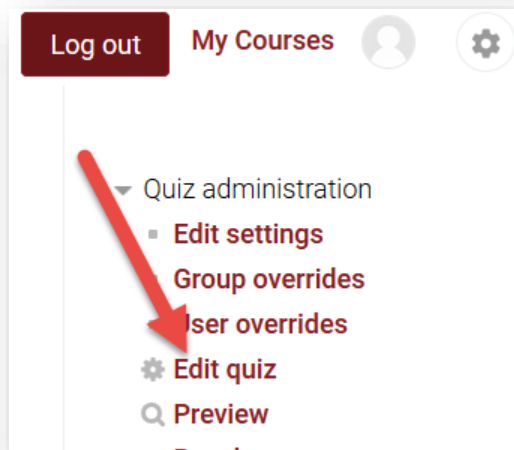 Log out My Courses
Quiz administration
Edit settings
Group overrides
User overrides
Edit quiz
Preview